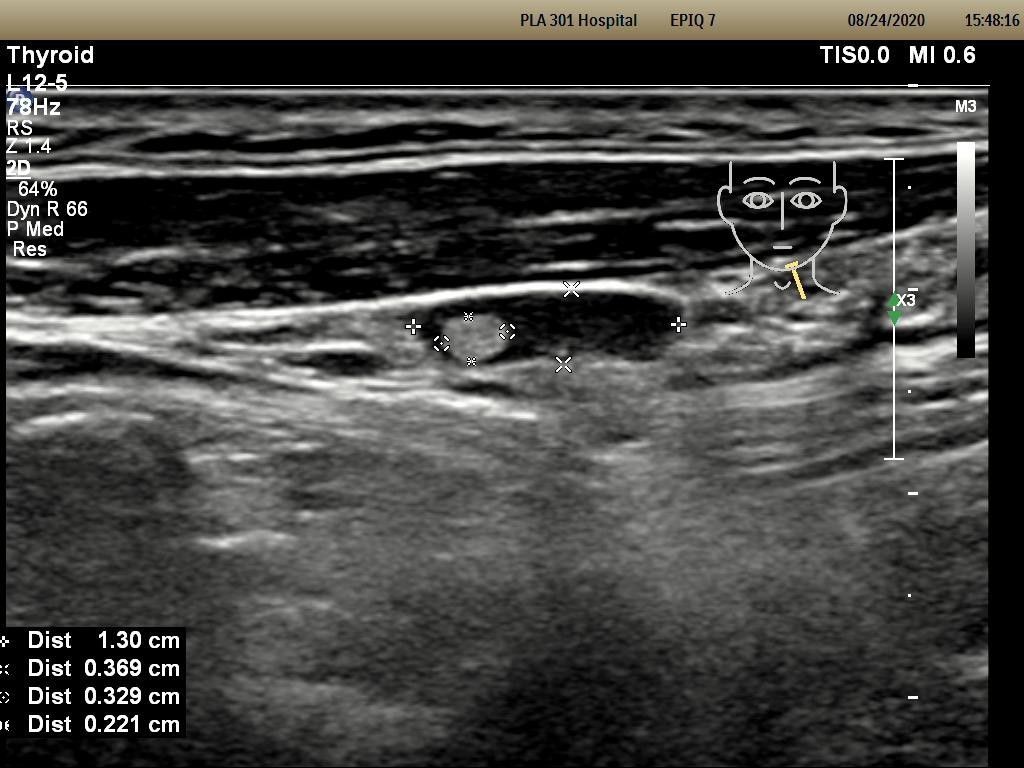 PLA 301 Hospital EPIQ 7 08/24/2020 15:48:16
Thyroid TIS0.0 MI 0.6
L12-5
78Hz M3
RS
Z 1.4
2D
64%
Dyn R 66
P Med
Res
X3
Dist 1.30 cm
Dist 0.369 cm
Dist 0.329 cm
Dist 0.221 cm